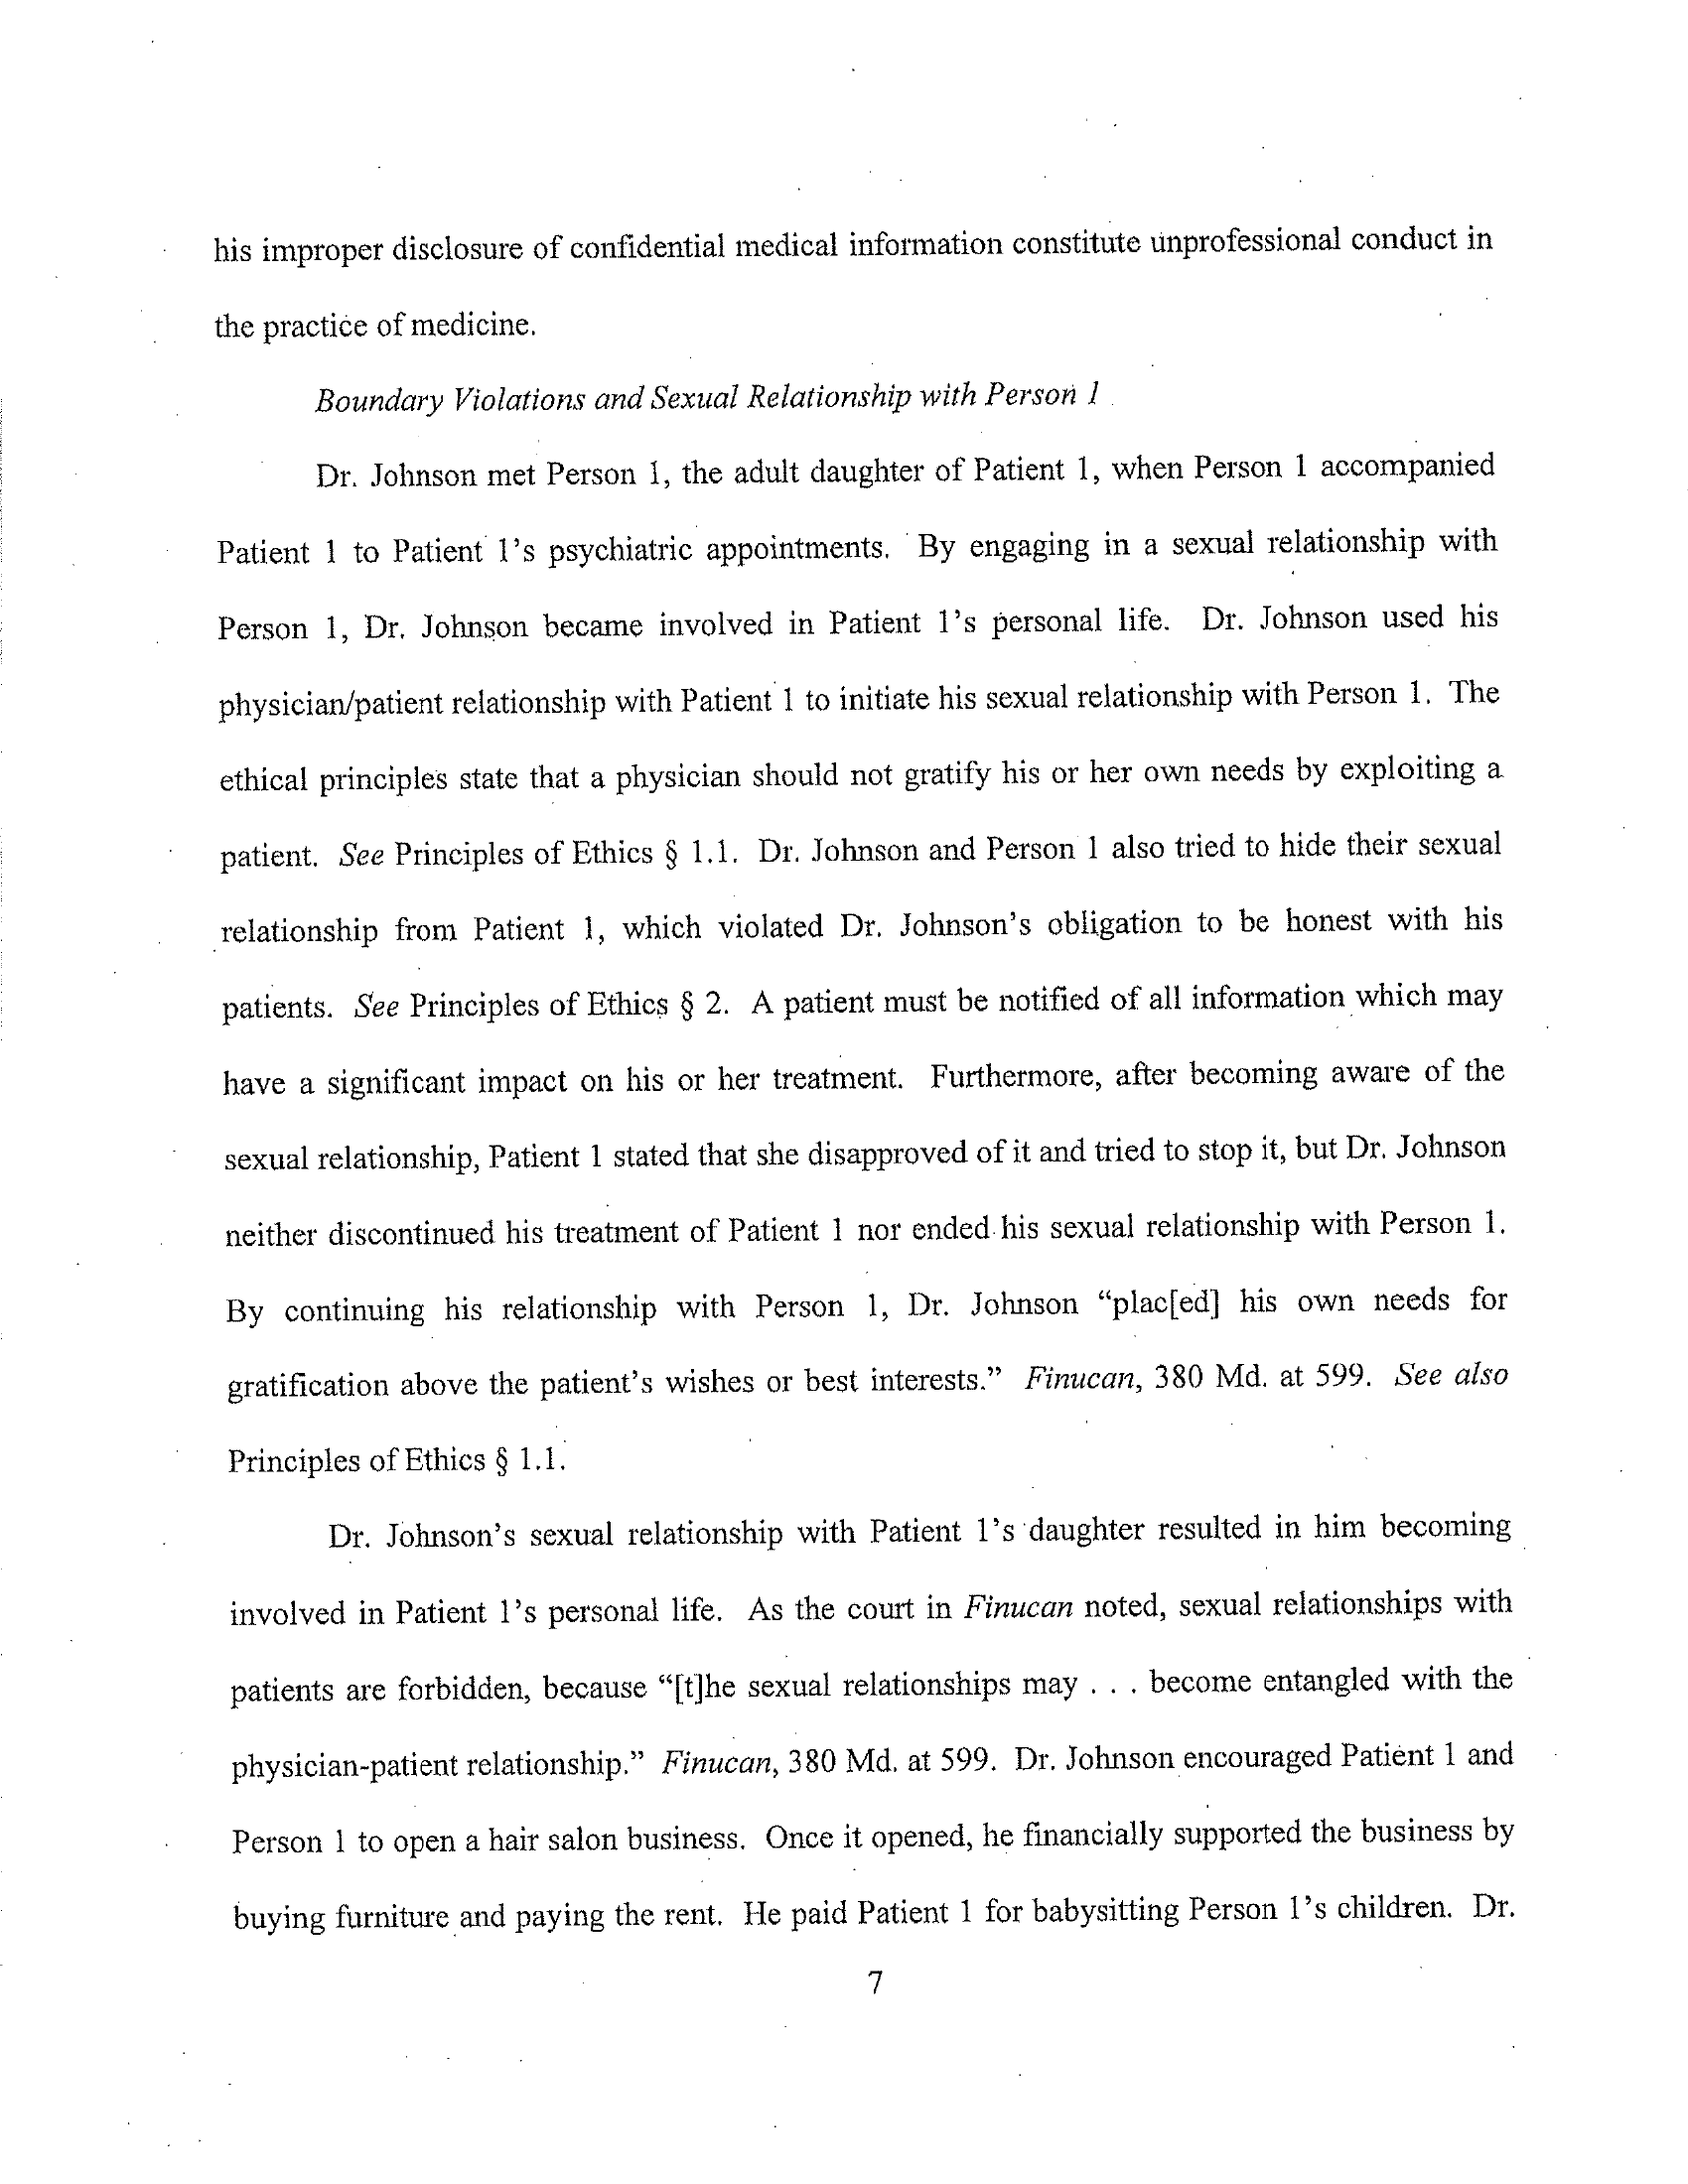 his improper disclosure of confidential medical information constitute unprofessional conduct in
the practice of medicine.
Boundary Violations and Sexual Relationship with Person 1
Dr. Johnson met Person 1, the adult daughter of Patient 1, when Person 1 accompanied
Patient 1 to Patient 1's psychiatric appointments. By engaging in a sexual relationship with
Person 1, Dr. Johnson became involved in Patient 1's personal life. Dr. Johnson used his
physician/patient relationship with Patient 1 to initiate his sexual relationship with Person 1. The
ethical principles state that a physician should not gratify his or her own needs by exploiting a
patient. See Principles of Ethics § 1.1. Dr. Johnson and Person 1 also tried to hide their sexual
relationship from Patient 1, which violated Dr. Johnson's obligation to be honest with his
patients. See Principles of Ethics § 2. A patient must be notified of all information which may
have a significant impact on his or her treatment. Furthermore, after becoming aware of the
sexual relationship, Patient 1 stated that she disapproved of it and tried to stop it, but Dr. Johnson
neither discontinued his treatment of Patient 1 nor ended his sexual relationship with Person 1.
By continuing his relationship with Person 1, Dr. Johnson “plac[ed] his own needs for
gratification above the patient's wishes or best interests.” Finucan, 380 Md. at 599. See also
Principles of Ethics § 1.1.
Dr. Johnson's sexual relationship with Patient 1's daughter resulted in him becoming
involved in Patient 1's personal life. As the court in Finucan noted, sexual relationships with
patients are forbidden, because “[t]he sexual relationships may . . . become entangled with the
physician-patient relationship.” Finucan, 380 Md. at 599. Dr. Johnson encouraged Patient 1 and
Person 1 to open a hair salon business. Once it opened, he financially supported the business by
buying furniture and paying the rent. He paid Patient 1 for babysitting Person 1's children. Dr.
7